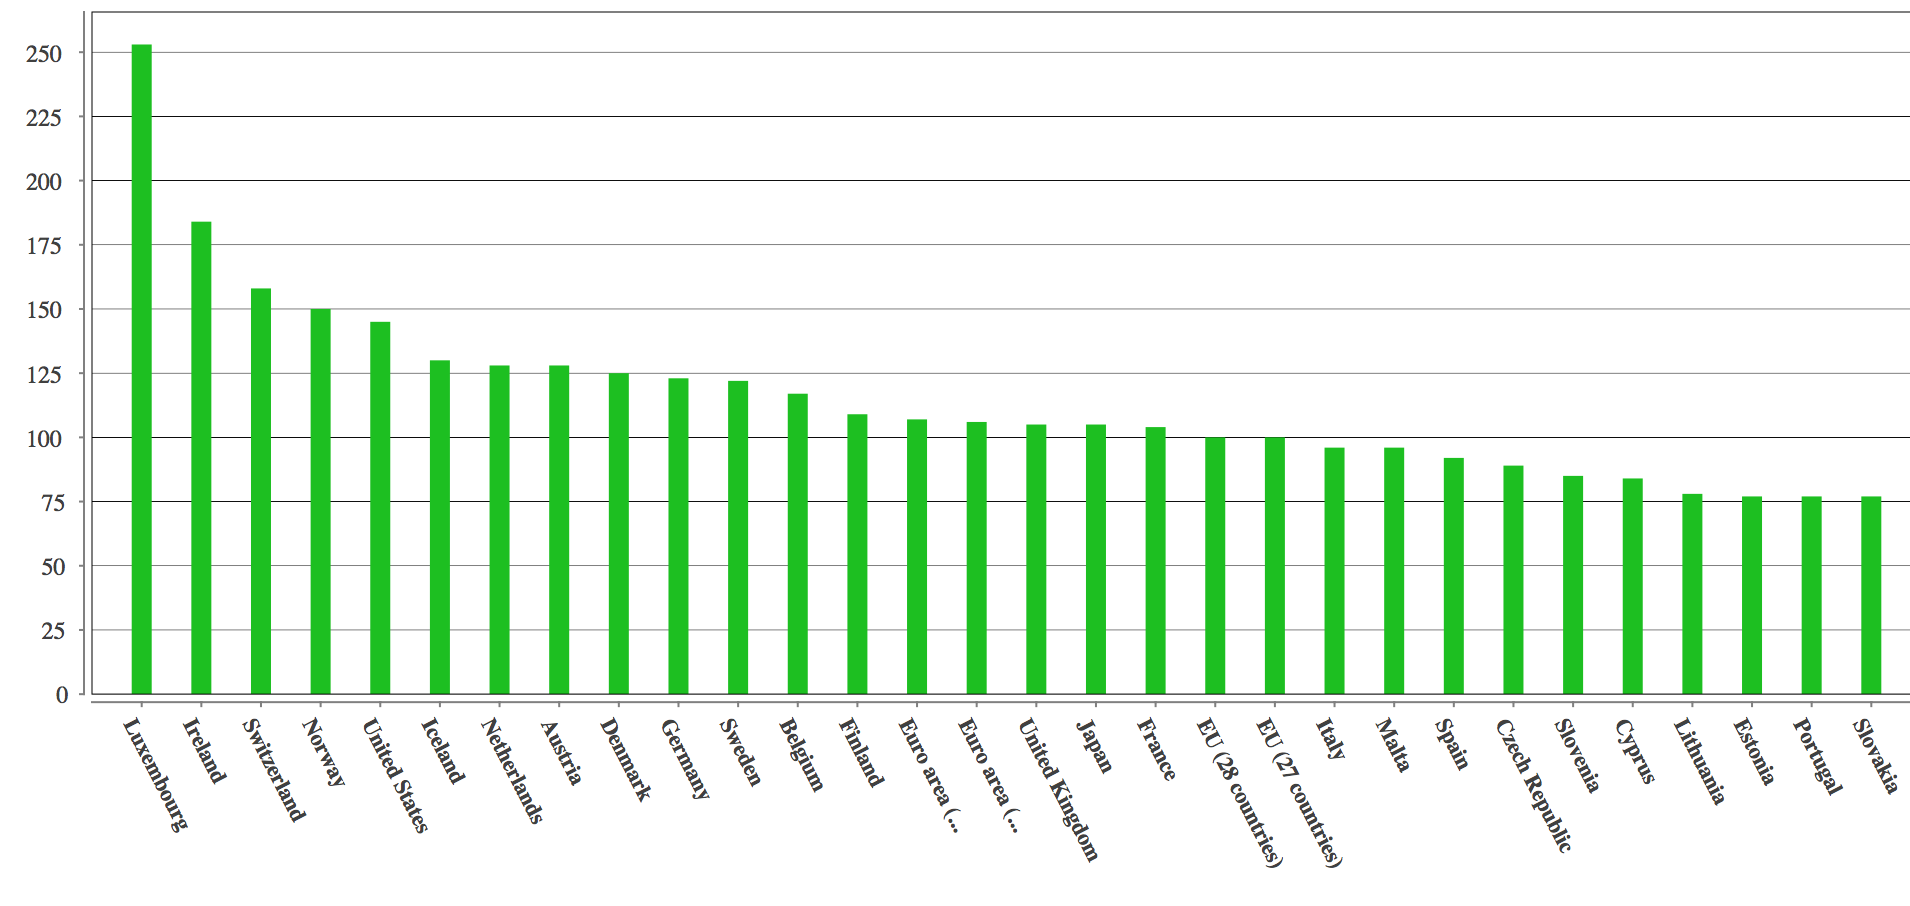 250
225
200
175
150
125
100
75
50
25
0
Luxembourg
Ireland
Switzerland
Norway
United States
Iceland
Netherlands
Austria
Denmark
Germany
Sweden
Belgium
Finland
Euro area (...
Euro area (...
United Kingdom
Japan
France
EU (28 countries)
EU (27 countries)
Italy
Malta
Spain
Czech Republic
Slovenia
Cyprus
Lithuania
Estonia
Portugal
Slovakia